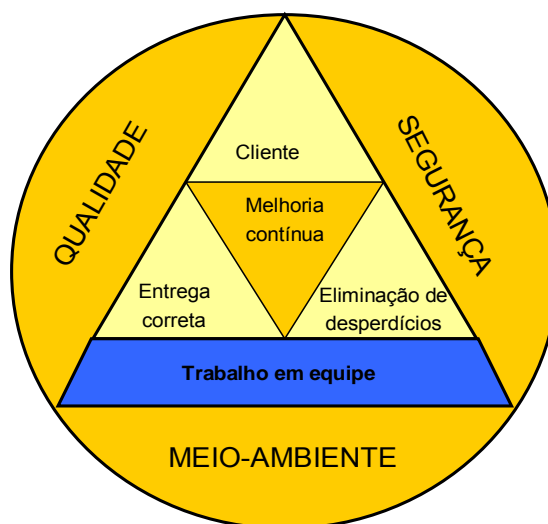 QUALIDADE
SEGURANÇA
Cliente
Melhoria
contínua
Entrega
correta
Eliminação de
desperdícios
Trabalho em equipe
MEIO-AMBIENTE